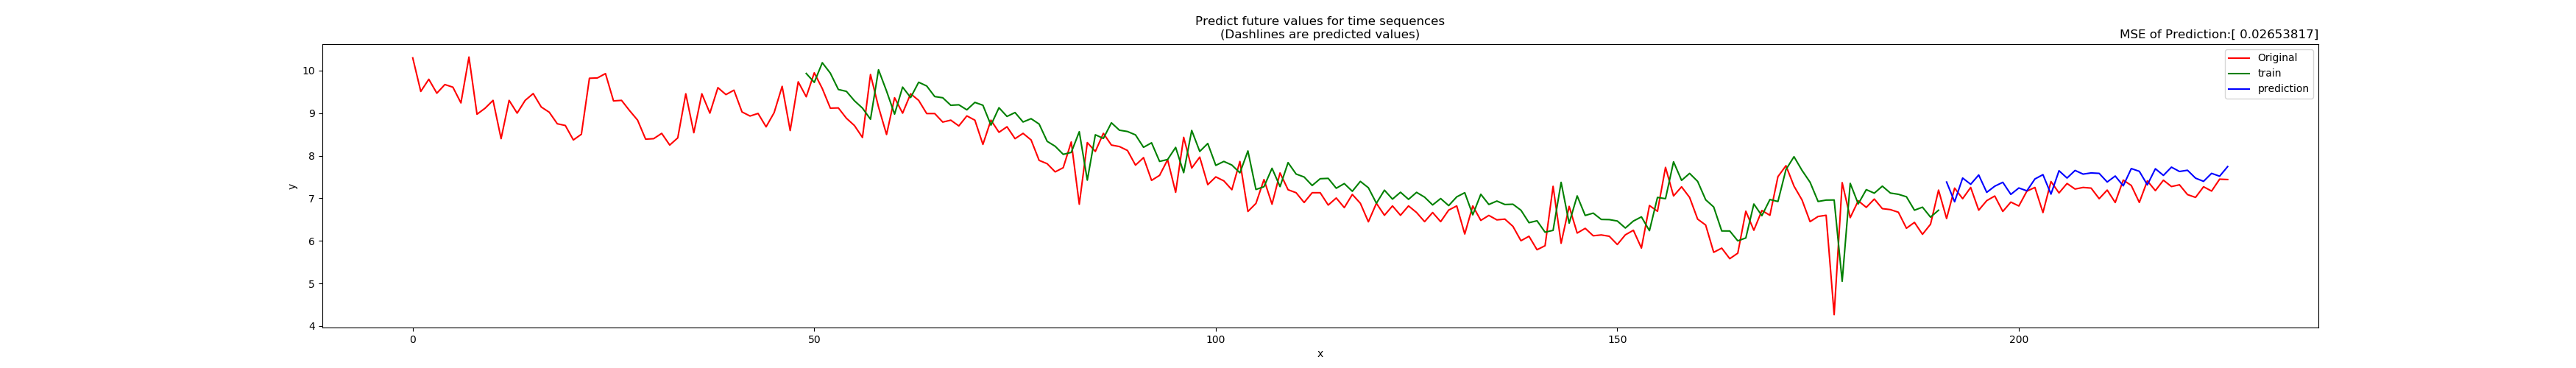 Predict future values for time sequences
(Dashlines are predicted values)
MSE of Prediction:[ 0.02653817]
Original
train
prediction
y
10
9
8
7
6
5
4
0
50
100
150
200
x